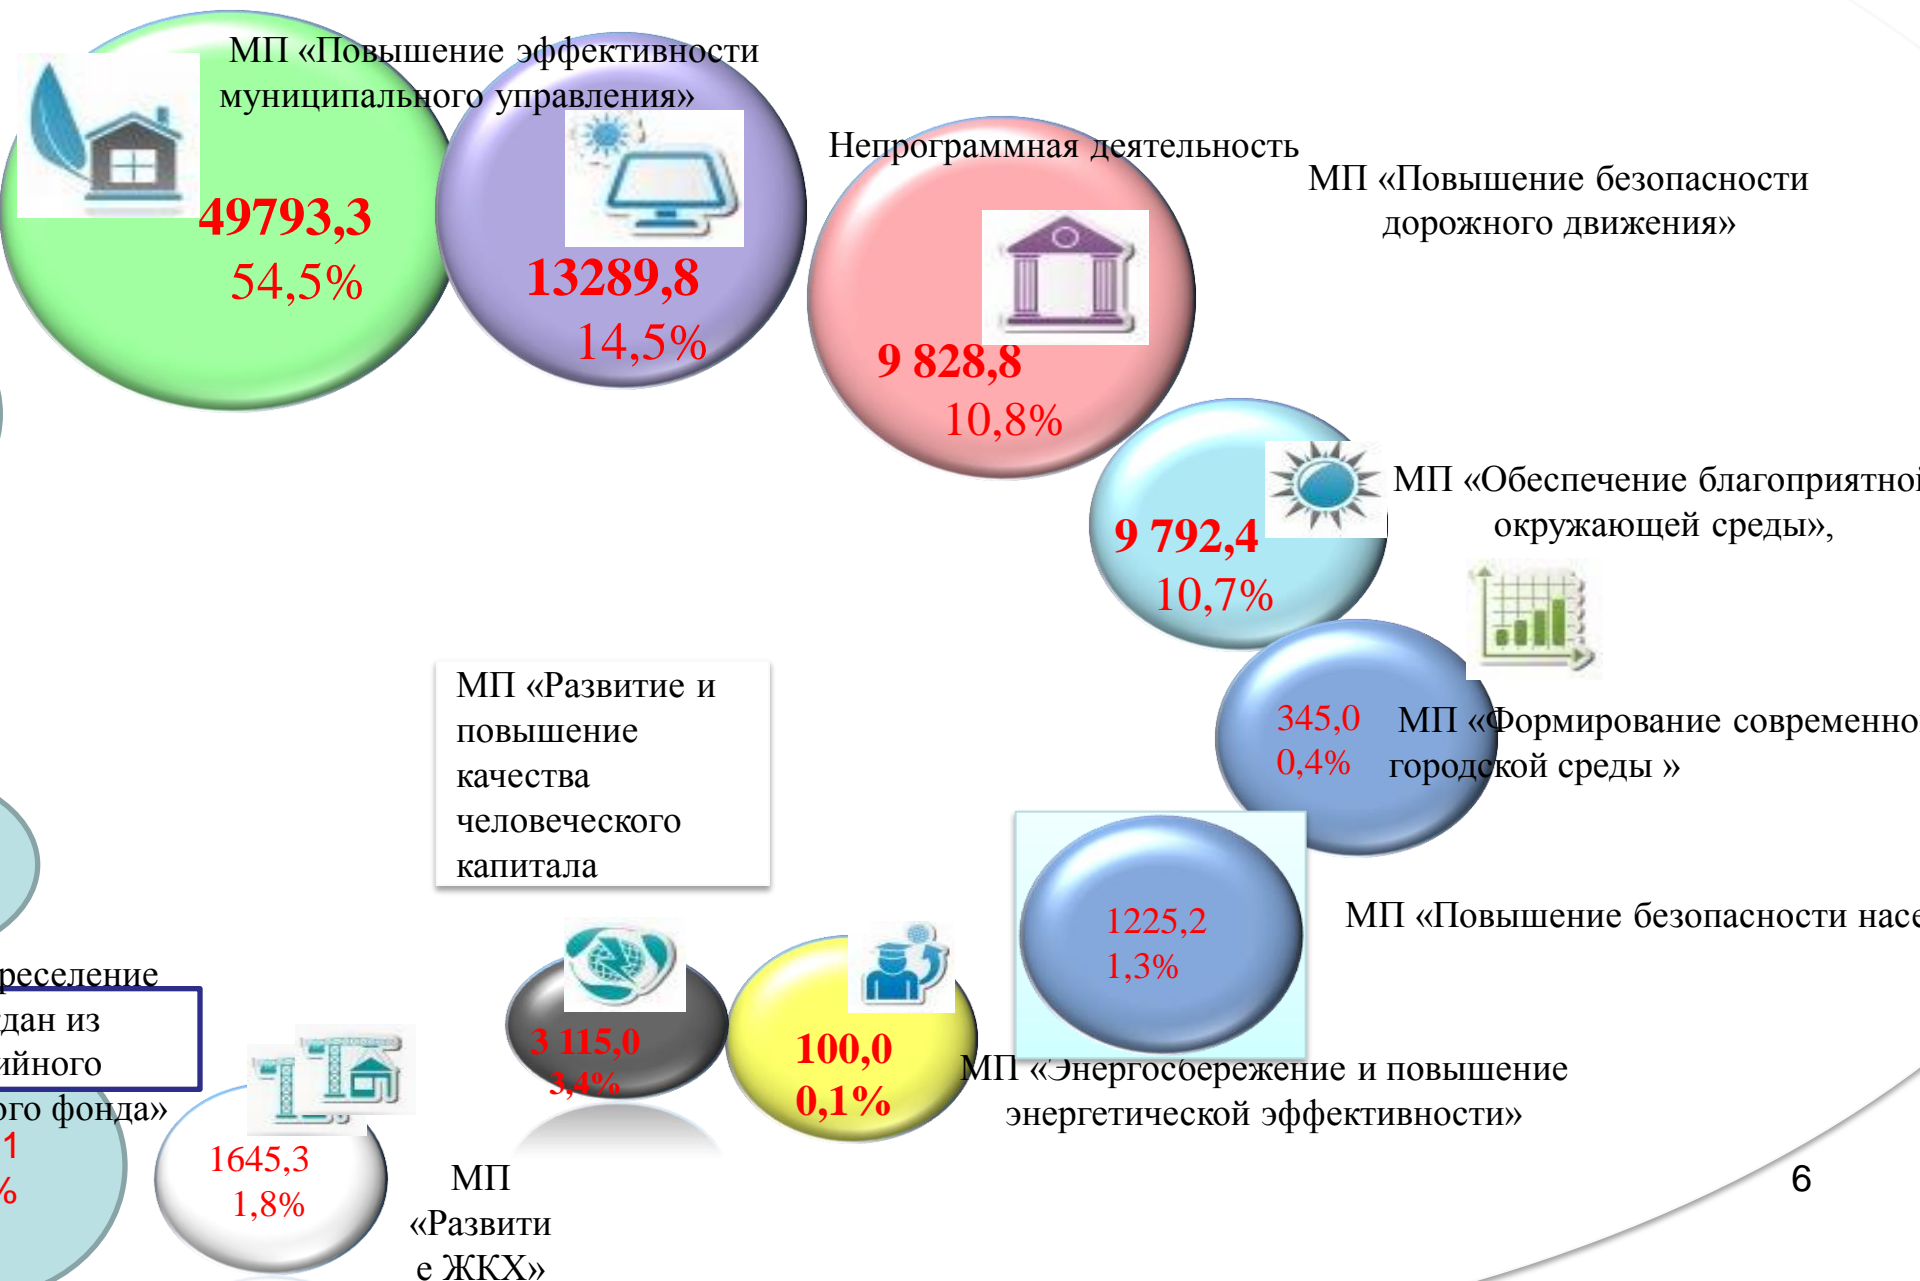 МП «Повышение эффективности
муниципального управления»
49793,3
54,5%
13289,8
14,5%
Непрограммная деятельность
9 828,8
10,8%
МП «Повышение безопасности
дорожного движения»
9 792,4
10,7%
МП «Обеспечение благоприятной
окружающей среды»,
345,0
0,4%
МП «Формирование современно
городской среды »
МП «Развитие и
повышение
качества
человеческого
капитала
1225,2
1,3%
МП «Повышение безопасности насе
3 115,0
3,4%
100,0
0,1%
МП «Энергосбережение и повышение
энергетической эффективности»
реселение
дан из
ийного
ого фонда»
1
%
1645,3
1,8%
МП
«Развити
е ЖКХ»
6